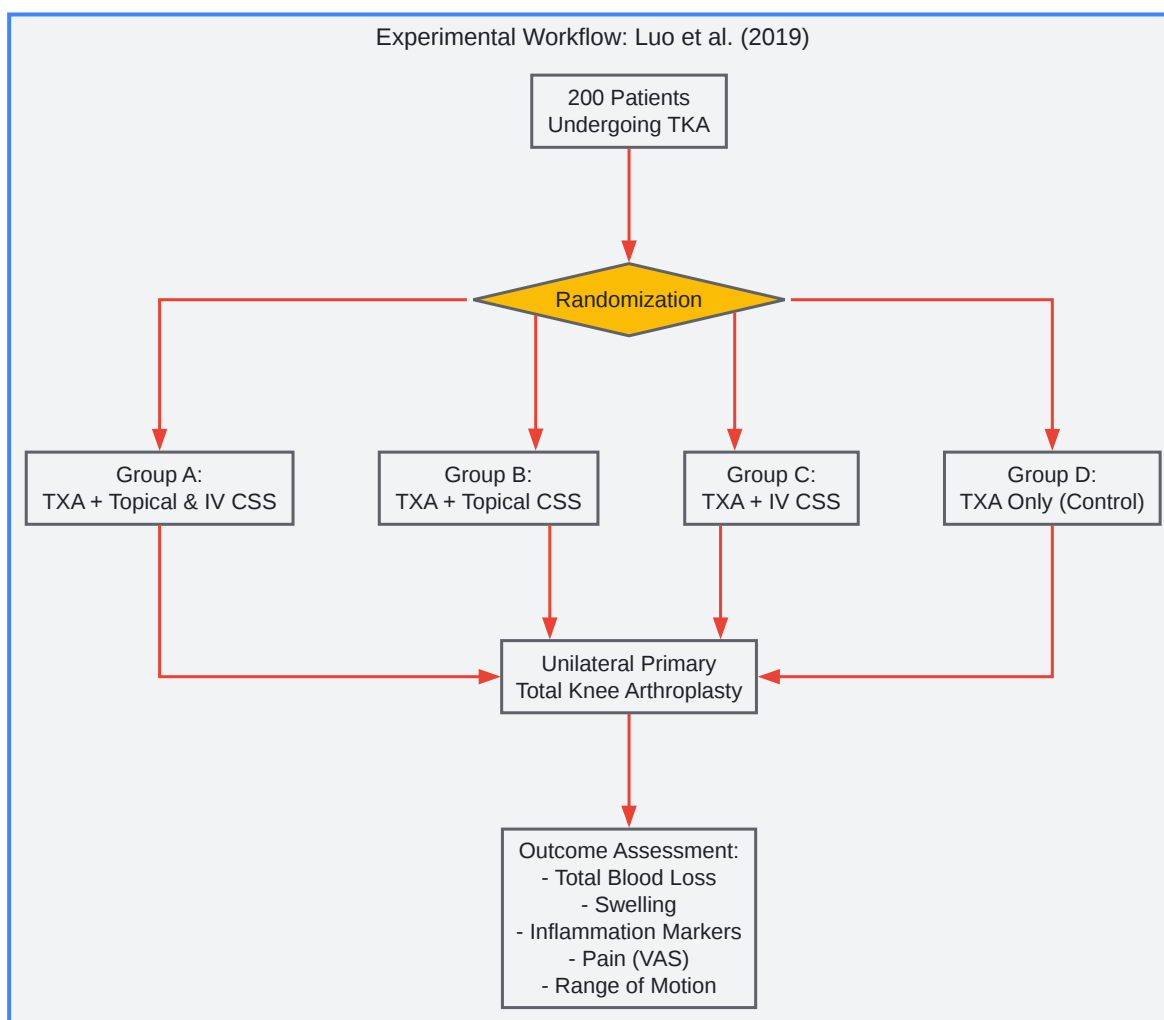 Experimental Workflow: Luo et al. (2019)
200 Patients
Undergoing TKA
Randomization
Group A:
TXA + Topical & IV CSS
Group B:
TXA + Topical CSS
Group C:
TXA + IV CSS
Group D:
TXA Only (Control)
Unilateral Primary
Total Knee Arthroplasty
Outcome Assessment:
- Total Blood Loss
- Swelling
- Inflammation Markers
- Pain (VAS)
- Range of Motion